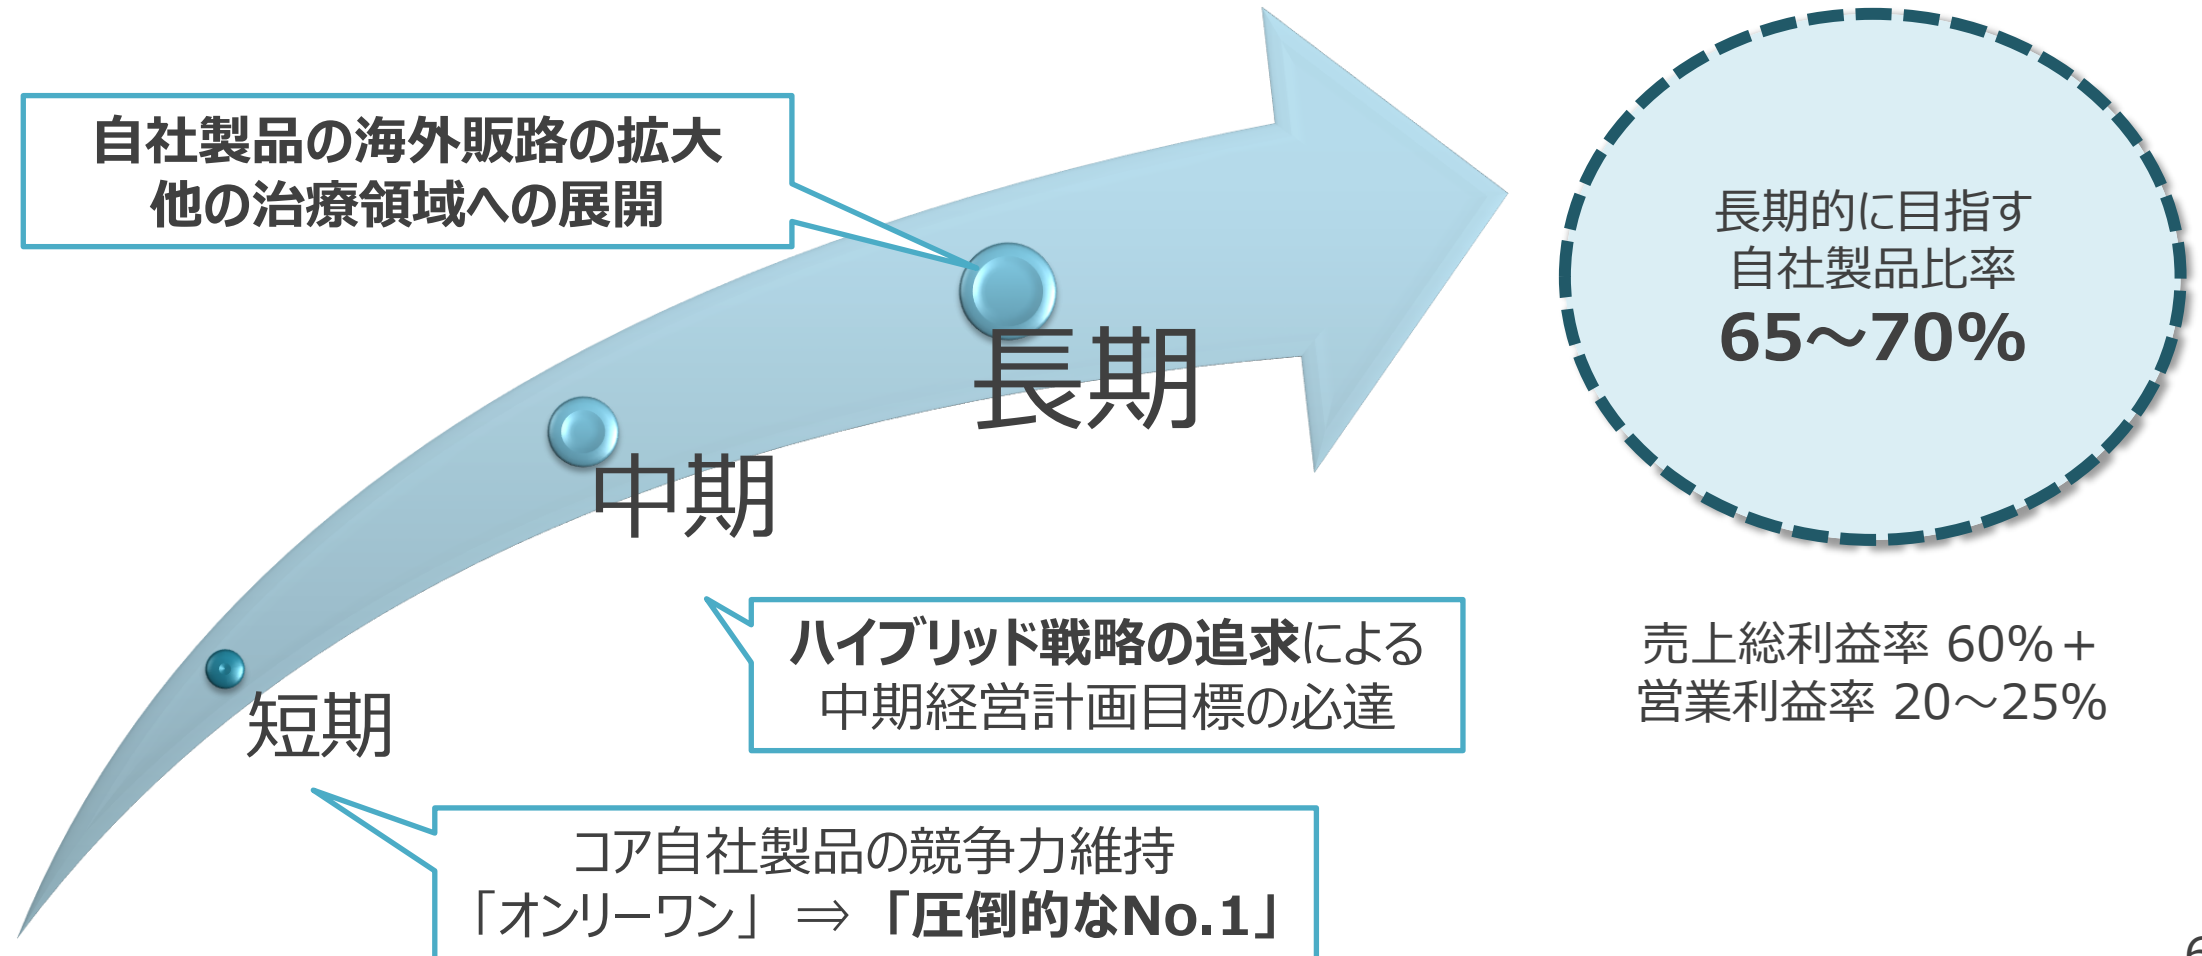 自社製品の海外販路の拡大
他の治療領域への展開
長期
中期
短期
ハイブリッド戦略の追求による
中期経営計画目標の必達
コア自社製品の競争力維持
「オンリーワン」 ⇒ 「圧倒的なNo.1」
長期的に目指す
自社製品比率
65～70%
売上総利益率 60%＋
営業利益率 20～25%